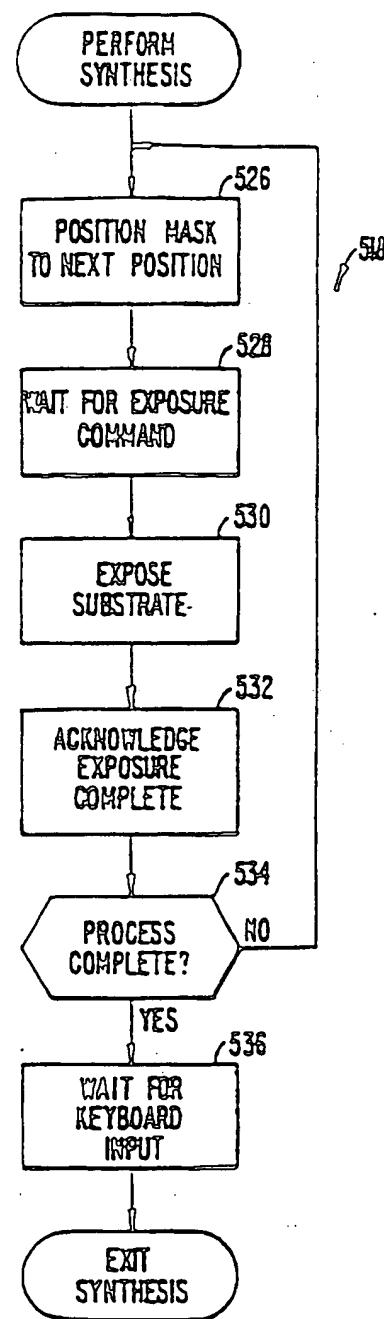 PERFORM
SYNTHESIS
526
POSITION MASK
TO NEXT POSITION
518
528
WAIT FOR EXPOSURE
COMMAND
530
EXPOSE
SUBSTRATE
532
ACKNOWLEDGE
EXPOSURE
COMPLETE
534
PROCESS
COMPLETE?
NO
YES
536
WAIT FOR
KEYBOARD
INPUT
EXIT
SYNTHESIS